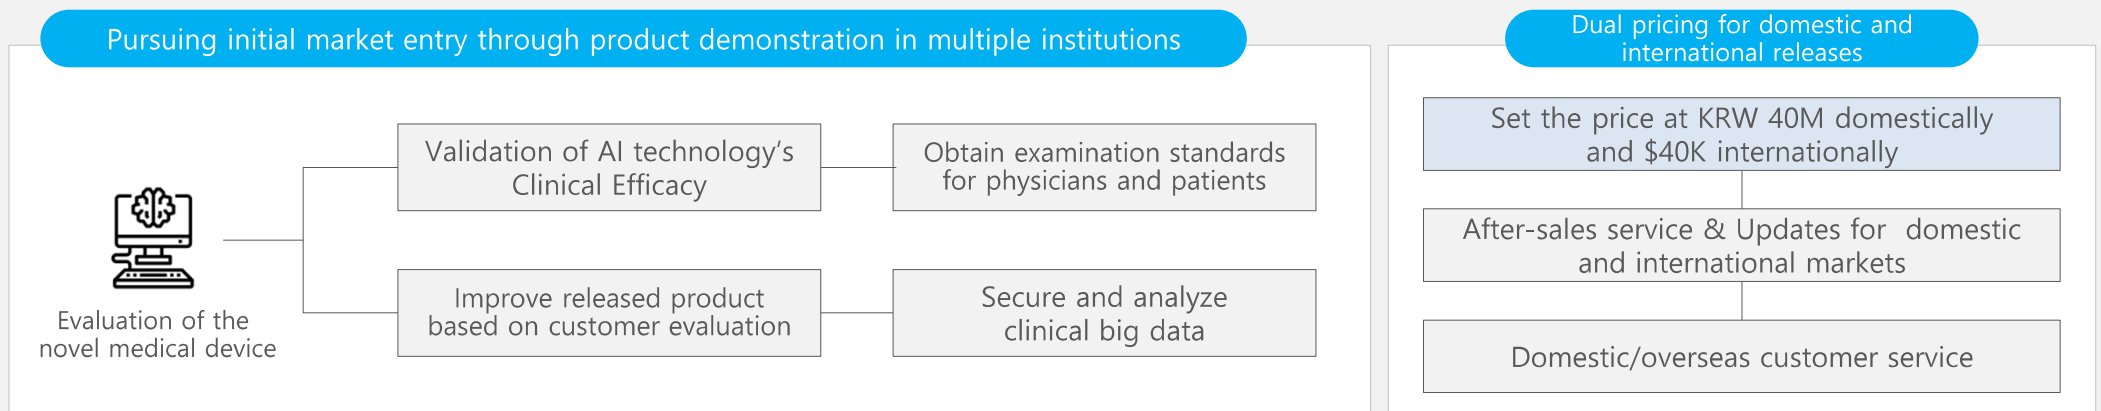 Pursuing initial market entry through product demonstration in multiple institutions
Evaluation of the
novel medical device
Validation of AI technology’s
Clinical Efficacy
Obtain examination standards
for physicians and patients
Improve released product
based on customer evaluation
Secure and analyze
clinical big data
Dual pricing for domestic and
international releases
Set the price at KRW 40M domestically
and $40K internationally
After-sales service & Updates for  domestic
and international markets
Domestic/overseas customer service